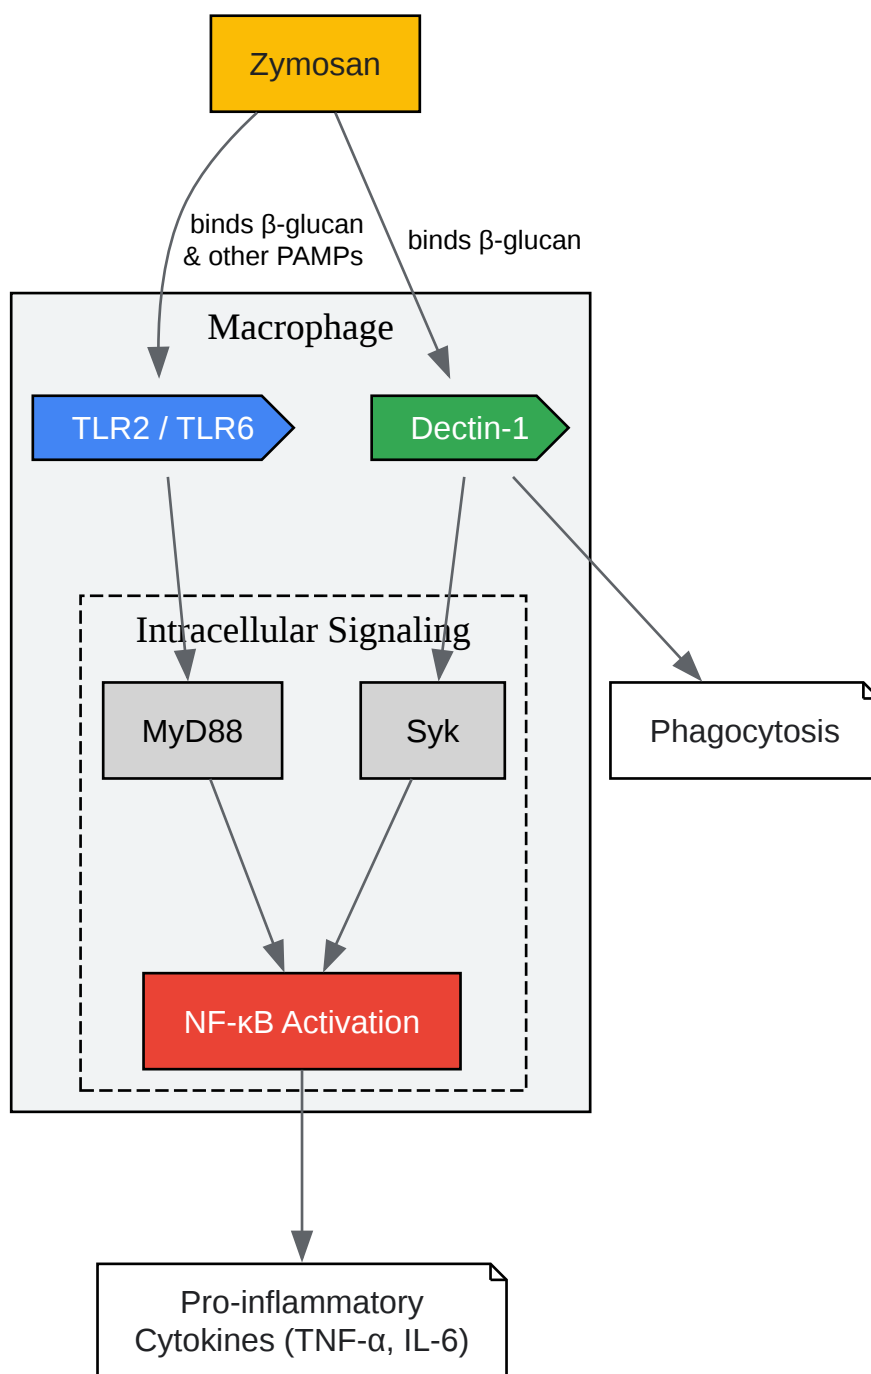 Zymosan
binds β-glucan
& other PAMPs
binds β-glucan
Macrophage
TLR2 / TLR6
Dectin-1
Intracellular Signaling
MyD88
Syk
Phagocytosis
NF-κB Activation
Pro-inflammatory
Cytokines (TNF-α, IL-6)